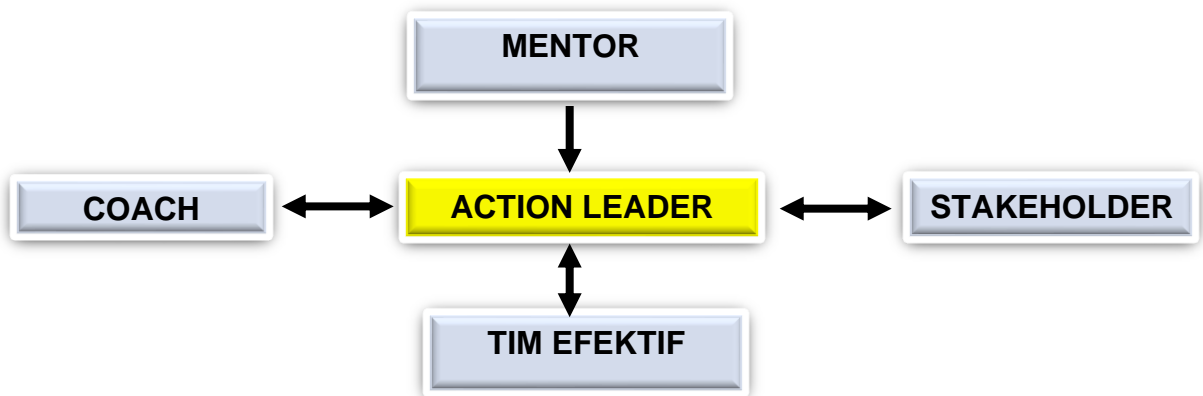 MENTOR
COACH
ACTION LEADER
STAKEHOLDER
TIM EFEKTIF